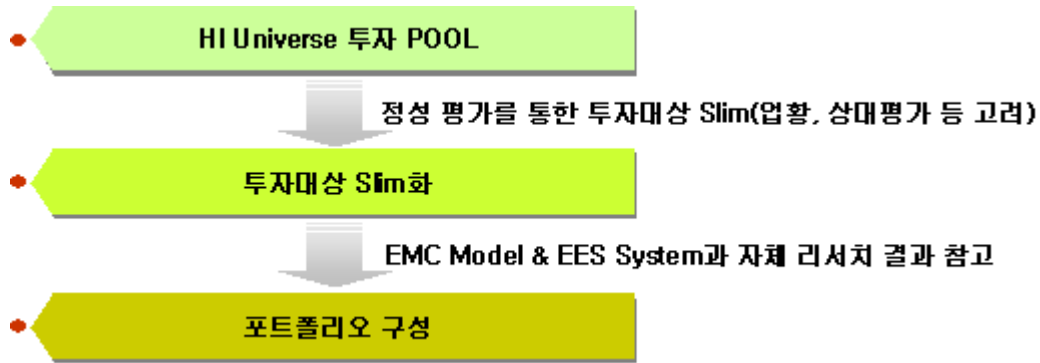 HI Universe 투자 POOL
정성 평가를 통한 투자대상 Slim(업황, 상대평가 등 고려)
투자대상 Slim화
EMC Model & EES System과 자체 리서치 결과 참고
포트폴리오 구성